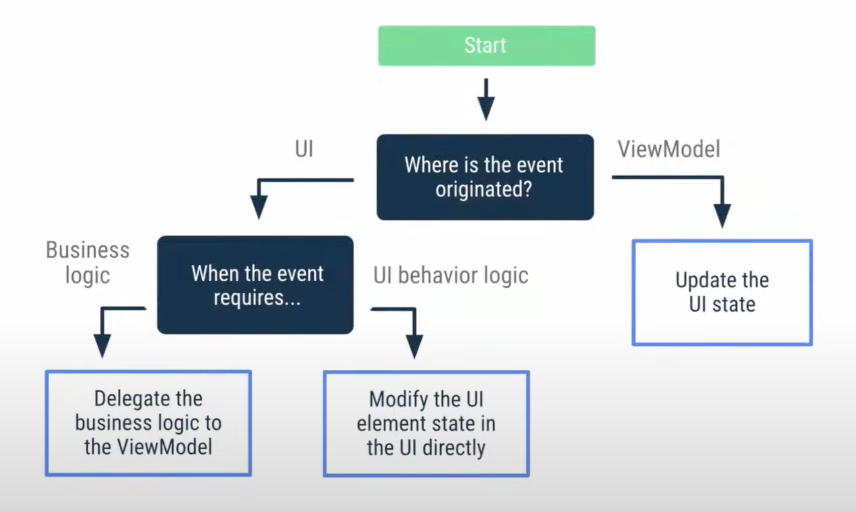 Start
UI
Where is the event
originated?
ViewModel
Business
logic
When the event
requires...
UI behavior logic
Update the
UI state
Delegate the
business logic to
the ViewModel
Modify the UI
element state in
the UI directly